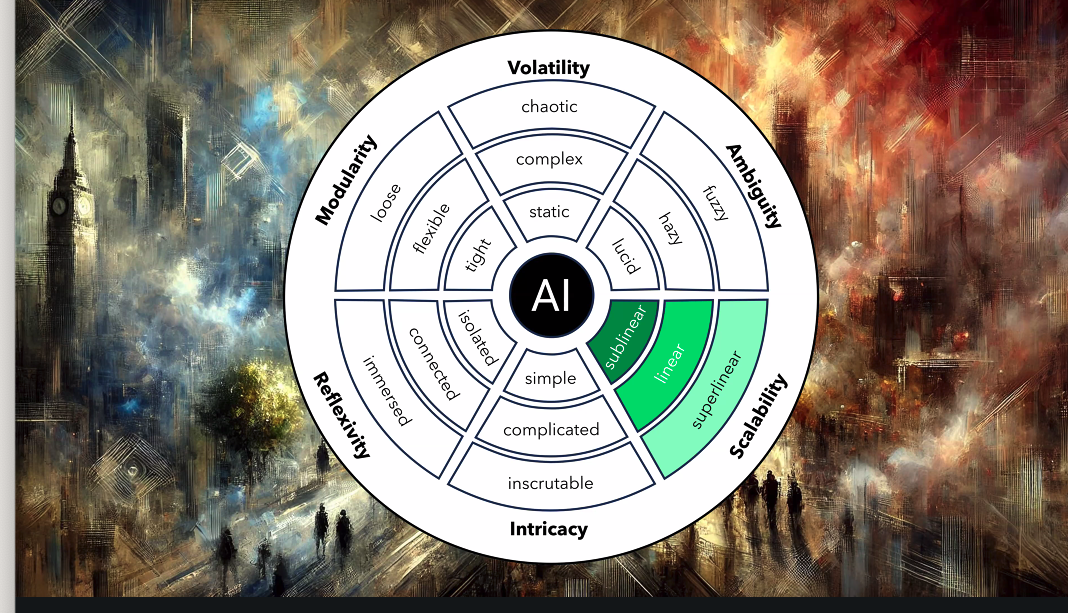 Volatility
chaotic
complex
static
Ambiguity
fuzzy
hazy
lucid
Scalability
sublinear
linear
superlinear
Intricacy
simple
complicated
inscrutable
Reflexivity
isolated
connected
immersed
Modularity
loose
flexible
tight
AI